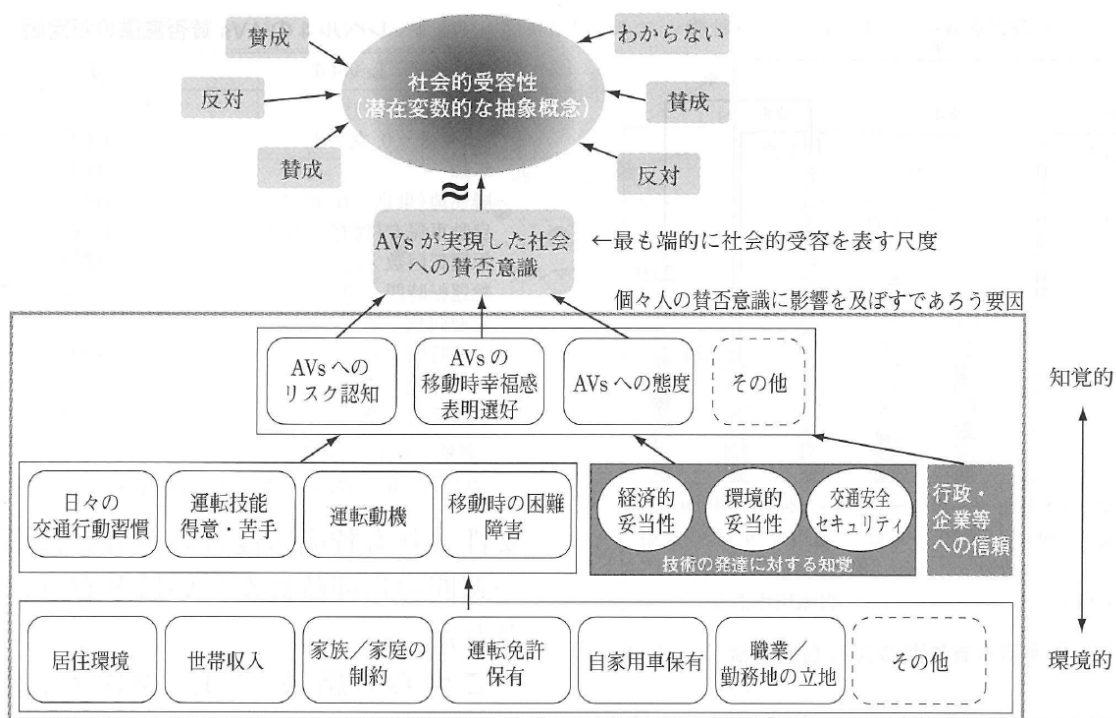 賛成
わからない
反対
社会的受容性
(潜在変数的な抽象概念)
賛成
賛成
反対
≈
AVs が実現した社会
への賛否意識
←最も端的に社会的受容を表す尺度
個々人の賛否意識に影響を及ぼすであろう要因
AVs への
リスク認知
AVs の
移動時幸福感
表明選好
AVs への態度
その他
知覚的
日々の
交通行動習慣
運転技能
得意・苦手
運転動機
移動時の困難
障害
経済的
妥当性
環境的
妥当性
交通安全
セキュリティ
技術の発達に対する知覚
行政・
企業等
への信頼
居住環境
世帯収入
家族／家庭の
制約
運転免許
保有
自家用車保有
職業／
勤務地の立地
その他
環境的